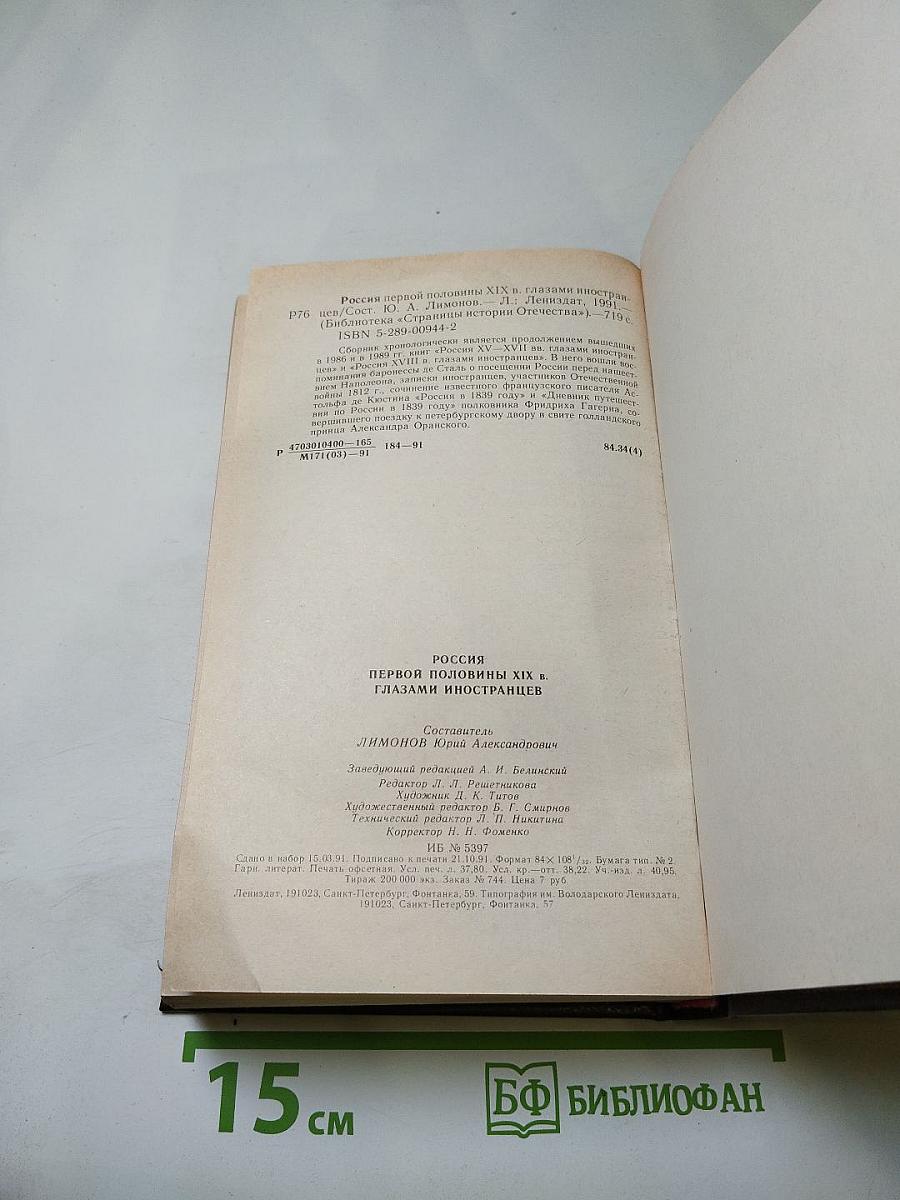 Россия первой половины XIX в. глазами иностран-
Р76 цев/Сост. Ю. А. Лимонов.— Л.: Лениздат, 1991.—
(Библиотека «Страницы истории Отечества»).—719 с.
ISBN 5-289-00944-2
Сборник хронологически является продолжением вышедших
в 1986 и в 1989 гг. книг «Россия XV—XVII вв. глазами иностран-
цев» и «Россия XVIII в. глазами иностранцев». В него вошли вос-
поминания баронессы де Сталь о посещении России перед нашест-
вием Наполеона, записки иностранцев, участников Отечественной
войны 1812 г., сочинение известного французского писателя Ас-
тольфа де Кюстина «Россия в 1839 году» и «Дневник путешест-
вия по России в 1839 году» полковника Фридриха Гагерна, со-
вершившего поездку к петербургскому двору в свите голландского
принца Александра Оранского.
Р 4703010400—165 184—91 84.34(4)
М171(03)—91
РОССИЯ
ПЕРВОЙ ПОЛОВИНЫ XIX в.
ГЛАЗАМИ ИНОСТРАНЦЕВ
Составитель
ЛИМОНОВ Юрий Александрович
Заведующий редакцией А. И. Белинский
Редактор Л. Л. Решетникова
Художник Д. К. Титов
Художественный редактор Б. Г. Смирнов
Технический редактор Л. П. Никитина
Корректор Н. Н. Фоменко
ИБ № 5397
Сдано в набор 15.03.91. Подписано к печати 21.10.91. Формат 84×108¹/₃₂. Бумага тип. № 2.
Гарн. литерат. Печать офсетная. Усл. печ. л. 37,80. Усл. кр.—отт. 38,22. Уч.-изд. л. 40,95.
Тираж 200 000 экз. Заказ № 744. Цена 7 руб
Лениздат, 191023, Санкт-Петербург, Фонтанка, 59. Типография им. Володарского Лениздата,
191023, Санкт-Петербург, Фонтанка, 57
15 см
БФ БИБЛИОФАН